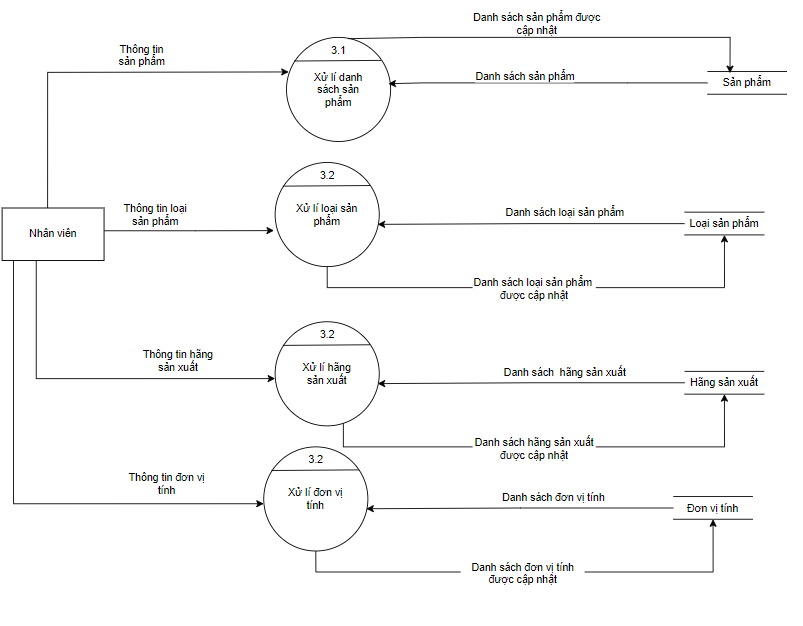 Danh sách sản phẩm được
cập nhật
Thông tin
sản phẩm
3.1
Xử lí danh
sách sản
phẩm
Danh sách sản phẩm
Sản phẩm
3.2
Thông tin loại
sản phẩm
Xử lí loại sản
phẩm
Danh sách loại sản phẩm
Loại sản phẩm
Nhân viên
Danh sách loại sản phẩm
được cập nhật
3.2
Thông tin hãng
sản xuất
Xử lí hãng
sản xuất
Danh sách  hãng sản xuất
Hãng sản xuất
Danh sách hãng sản xuất
được cập nhật
3.2
Thông tin đơn vị
tính
Xử lí đơn vị
tính
Danh sách đơn vị tính
Đơn vị tính
Danh sách đơn vị tính
được cập nhật